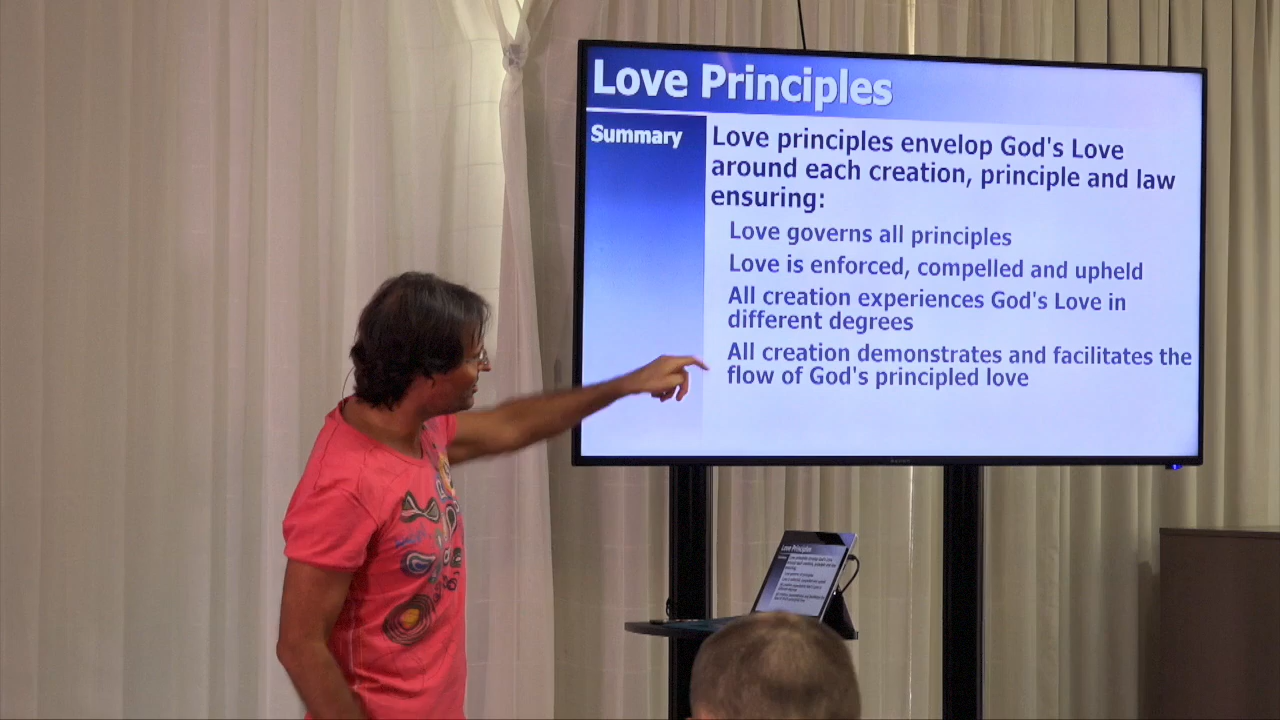 Love Principles
Summary
Love principles envelop God's Love
around each creation, principle and law
ensuring:
Love governs all principles
Love is enforced, compelled and upheld
All creation experiences God's Love in
different degrees
All creation demonstrates and facilitates the
flow of God's principled love
Love Principles